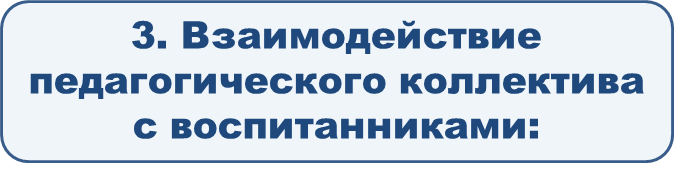 3. Взаимодействие
педагогического коллектива
с воспитанниками: